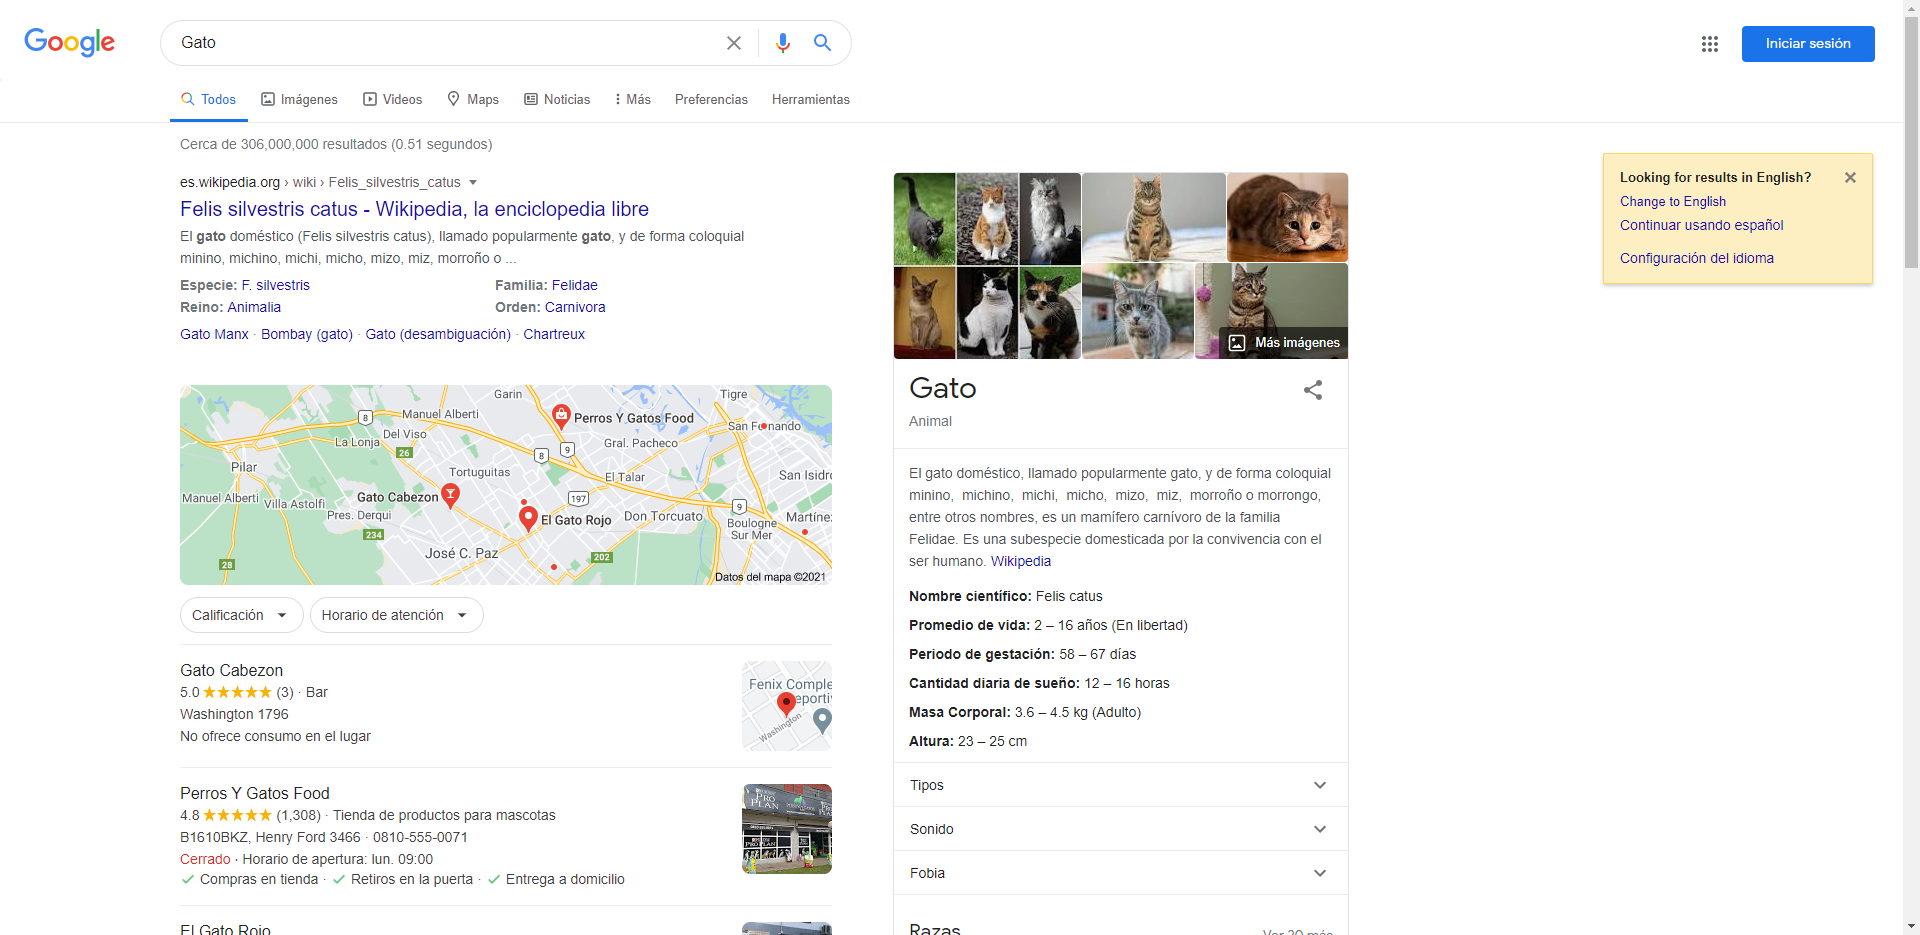 Google
Gato
Iniciar sesión
Todos
Imágenes
Videos
Maps
Noticias
Más
Preferencias
Herramientas
Cerca de 306,000,000 resultados (0.51 segundos)
es.wikipedia.org › wiki › Felis_silvestris_catus
Felis silvestris catus - Wikipedia, la enciclopedia libre
El gato doméstico (Felis silvestris catus), llamado popularmente gato, y de forma coloquial
minino, michino, michi, micho, mizo, miz, morroño o ...
Especie: F. silvestris
Familia: Felidae
Reino: Animalia
Orden: Carnivora
Gato Manx · Bombay (gato) · Gato (desambiguación) · Chartreux
Garin
Tigre
8
Manuel Alberti
Perros Y Gatos Food
San Fernando
Del Viso
La Lonja
26
Gral. Pacheco
8
9
Pilar
Tortuguitas
El Talar
San Isidr
Manuel Alberti
Villa Astolfi
Gato Cabezon
197
9
Pres. Derqui
El Gato Rojo
Don Torcuato
Boulogne
Sur Mer
Martíne
234
José C. Paz
202
28
Datos del mapa ©2021
Calificación
Horario de atención
Gato Cabezon
5.0 ★★★★★ (3) · Bar
Washington 1796
No ofrece consumo en el lugar
Fenix Comple
eporti
Washington
Perros Y Gatos Food
4.8 ★★★★★ (1,308) · Tienda de productos para mascotas
B1610BKZ, Henry Ford 3466 · 0810-555-0071
Cerrado · Horario de apertura: lun. 09:00
Compras en tienda · Retiros en la puerta · Entrega a domicilio
PRO
PLAN
PRO PLAN
El Gato Rojo
Más imágenes
Gato
Animal
El gato doméstico, llamado popularmente gato, y de forma coloquial
minino, michino, michi, micho, mizo, miz, morroño o morrongo,
entre otros nombres, es un mamífero carnívoro de la familia
Felidae. Es una subespecie domesticada por la convivencia con el
ser humano. Wikipedia
Nombre científico: Felis catus
Promedio de vida: 2 – 16 años (En libertad)
Periodo de gestación: 58 – 67 días
Cantidad diaria de sueño: 12 – 16 horas
Masa Corporal: 3.6 – 4.5 kg (Adulto)
Altura: 23 – 25 cm
Tipos
Sonido
Fobia
Razas
Ver 20 más
Looking for results in English?
Change to English
Continuar usando español
Configuración del idioma